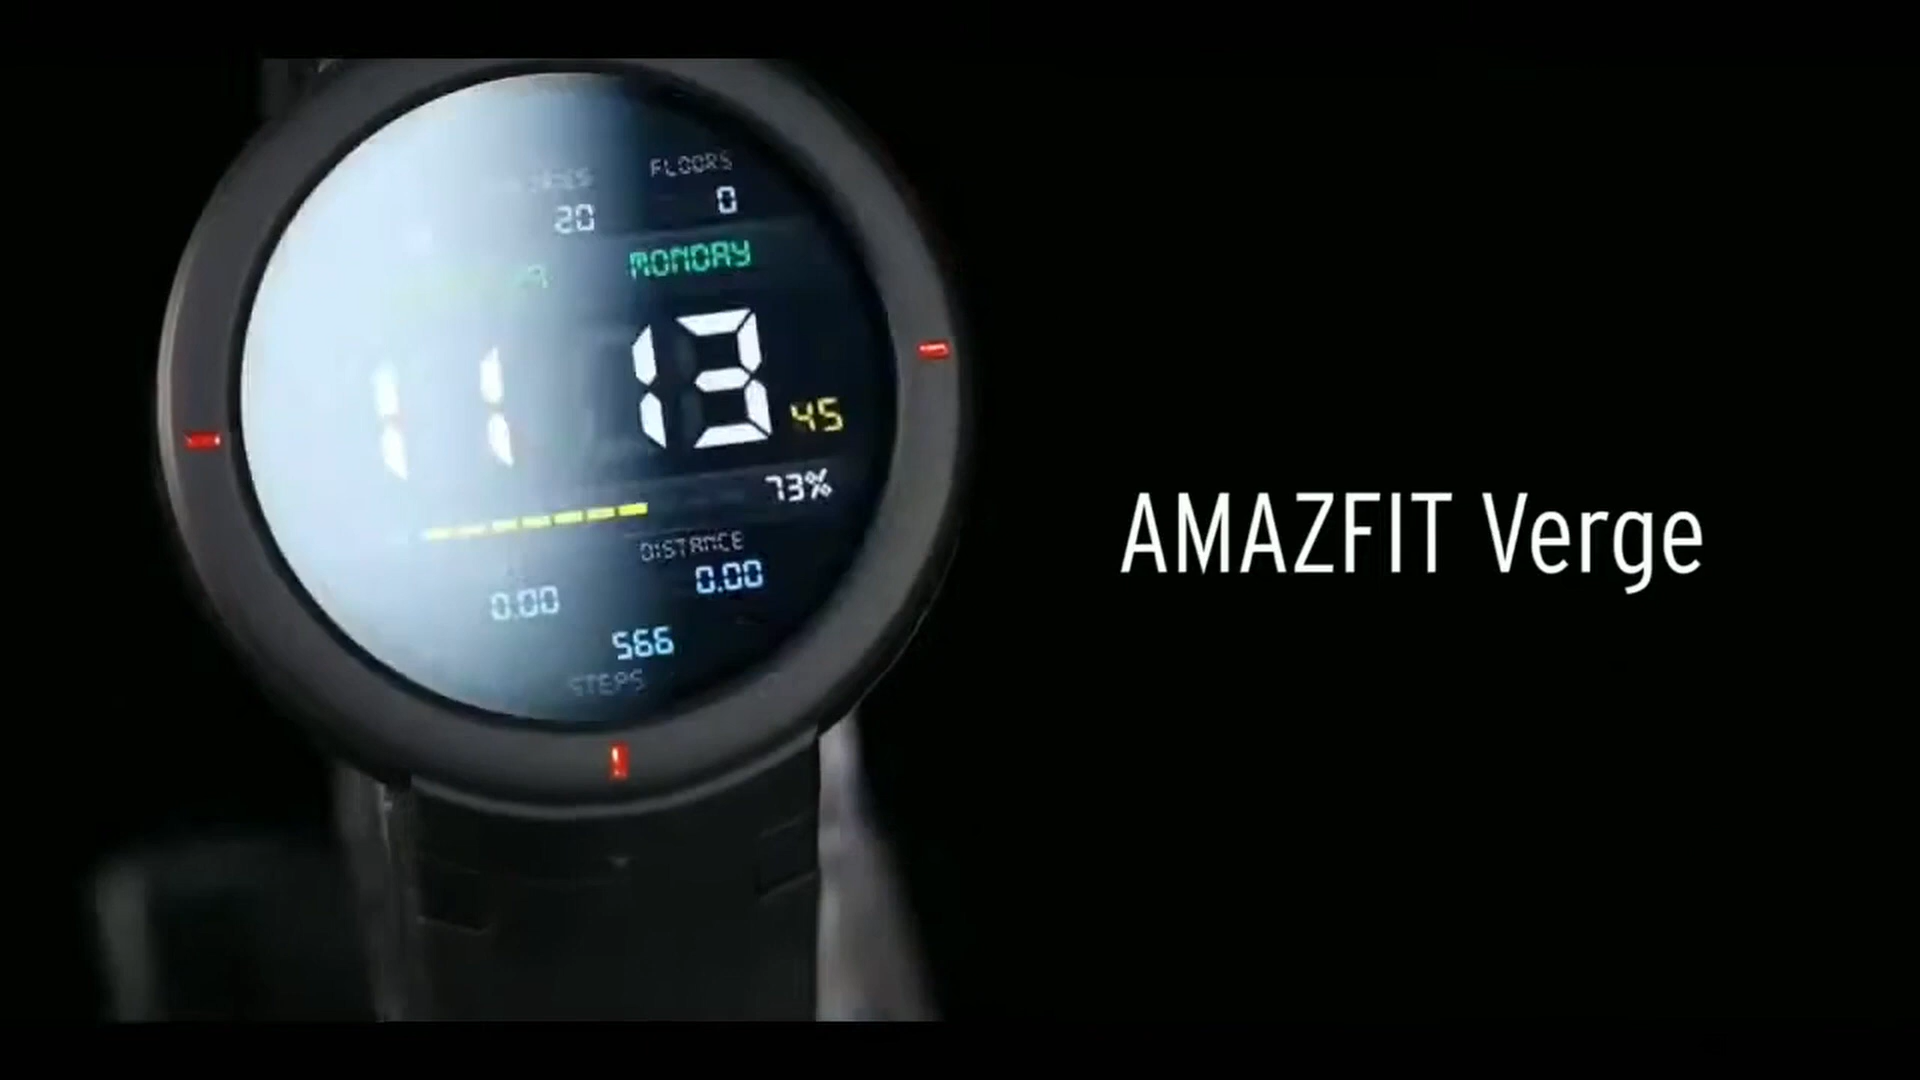 FLOORS
20 0
MONDAY
11 13 45
73%
DISTANCE
0.00 0.00
566
STEPS
AMAZFIT Verge